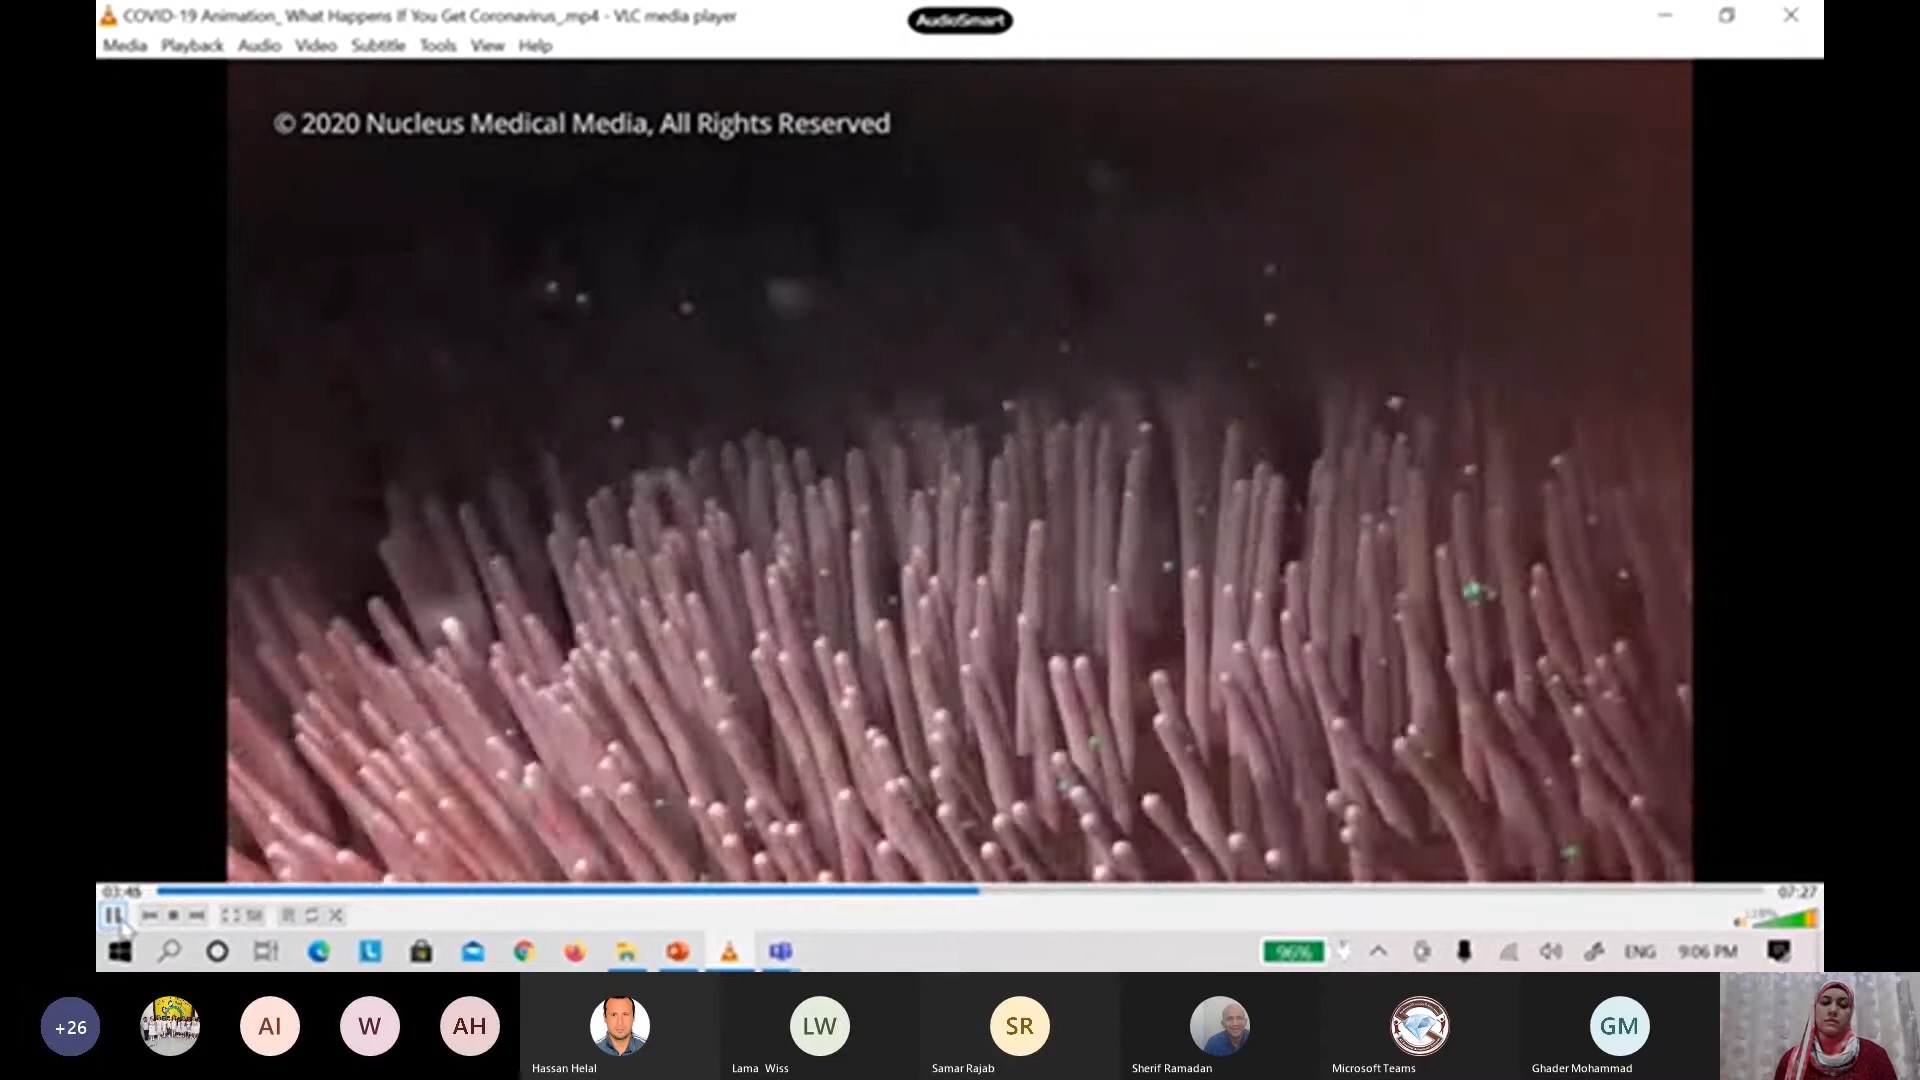 COVID-19 Animation_ What Happens If You Get Coronavirus_.mp4 - VLC media player
AudioSmart
Media Playback Audio Video Subtitle Tools View Help
© 2020 Nucleus Medical Media, All Rights Reserved
03:45
07:27
96%
ENG
9:06 PM
+26
AI
W
AH
LW
SR
GM
Hassan Helal
Lama Wiss
Samar Rajab
Sherif Ramadan
Microsoft Teams
Ghader Mohammad